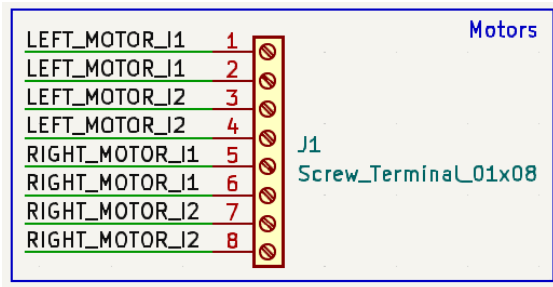 Motors
LEFT_MOTOR_I1 1
LEFT_MOTOR_I1 2
LEFT_MOTOR_I2 3
LEFT_MOTOR_I2 4
RIGHT_MOTOR_I1 5
RIGHT_MOTOR_I1 6
RIGHT_MOTOR_I2 7
RIGHT_MOTOR_I2 8
J1
Screw_Terminal_01x08